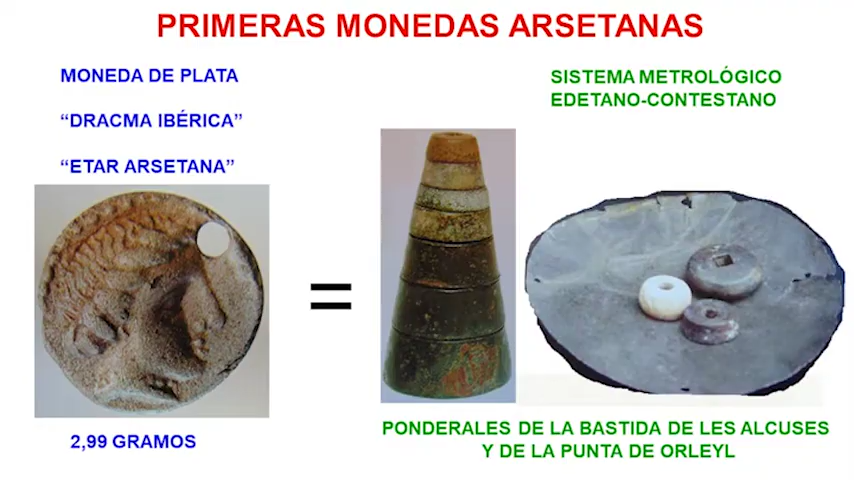 PRIMERAS MONEDAS ARSETANAS
MONEDA DE PLATA
“DRACMA IBÉRICA”
“ETAR ARSETANA”
SISTEMA METROLÓGICO
EDETANO-CONTESTANO
=
2,99 GRAMOS
PONDERALES DE LA BASTIDA DE LES ALCUSES
Y DE LA PUNTA DE ORLEYL